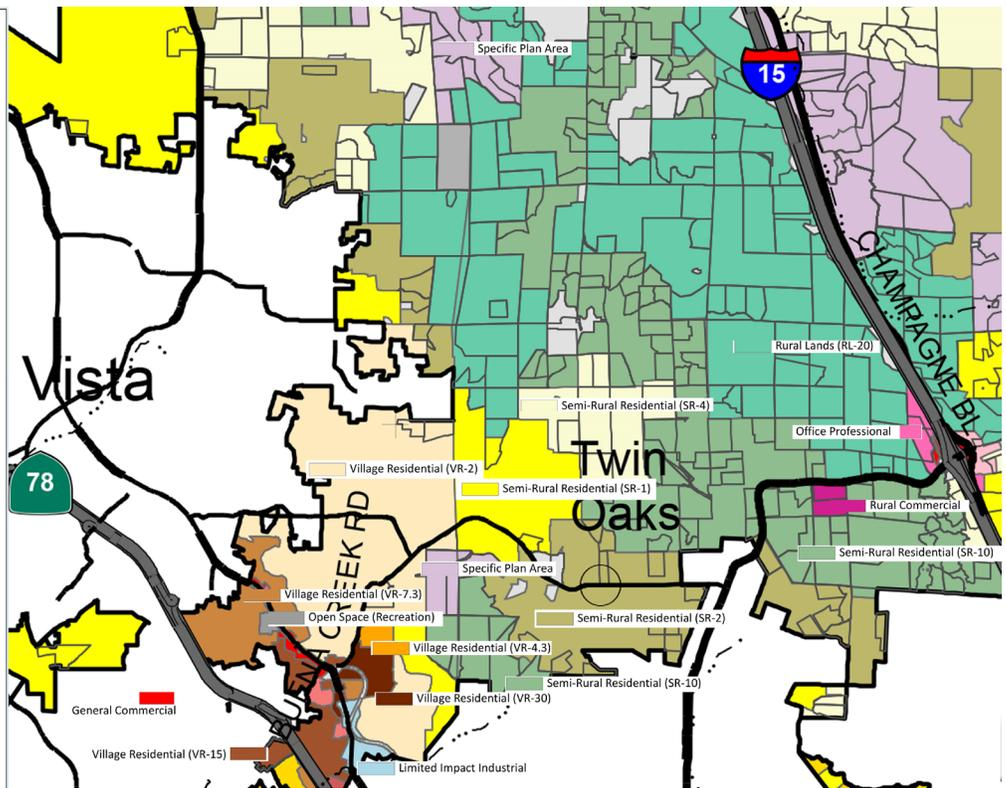 Specific Plan Area
15
CHAMPAGNE BL
Rural Lands (RL-20)
Vista
Semi-Rural Residential (SR-4)
Office Professional
Twin
Oaks
Village Residential (VR-2)
78
Semi-Rural Residential (SR-1)
Rural Commercial
Semi-Rural Residential (SR-10)
Specific Plan Area
Village Residential (VR-7.3)
Open Space (Recreation)
Semi-Rural Residential (SR-2)
Village Residential (VR-4.3)
Semi-Rural Residential (SR-10)
Village Residential (VR-30)
General Commercial
Village Residential (VR-15)
Limited Impact Industrial